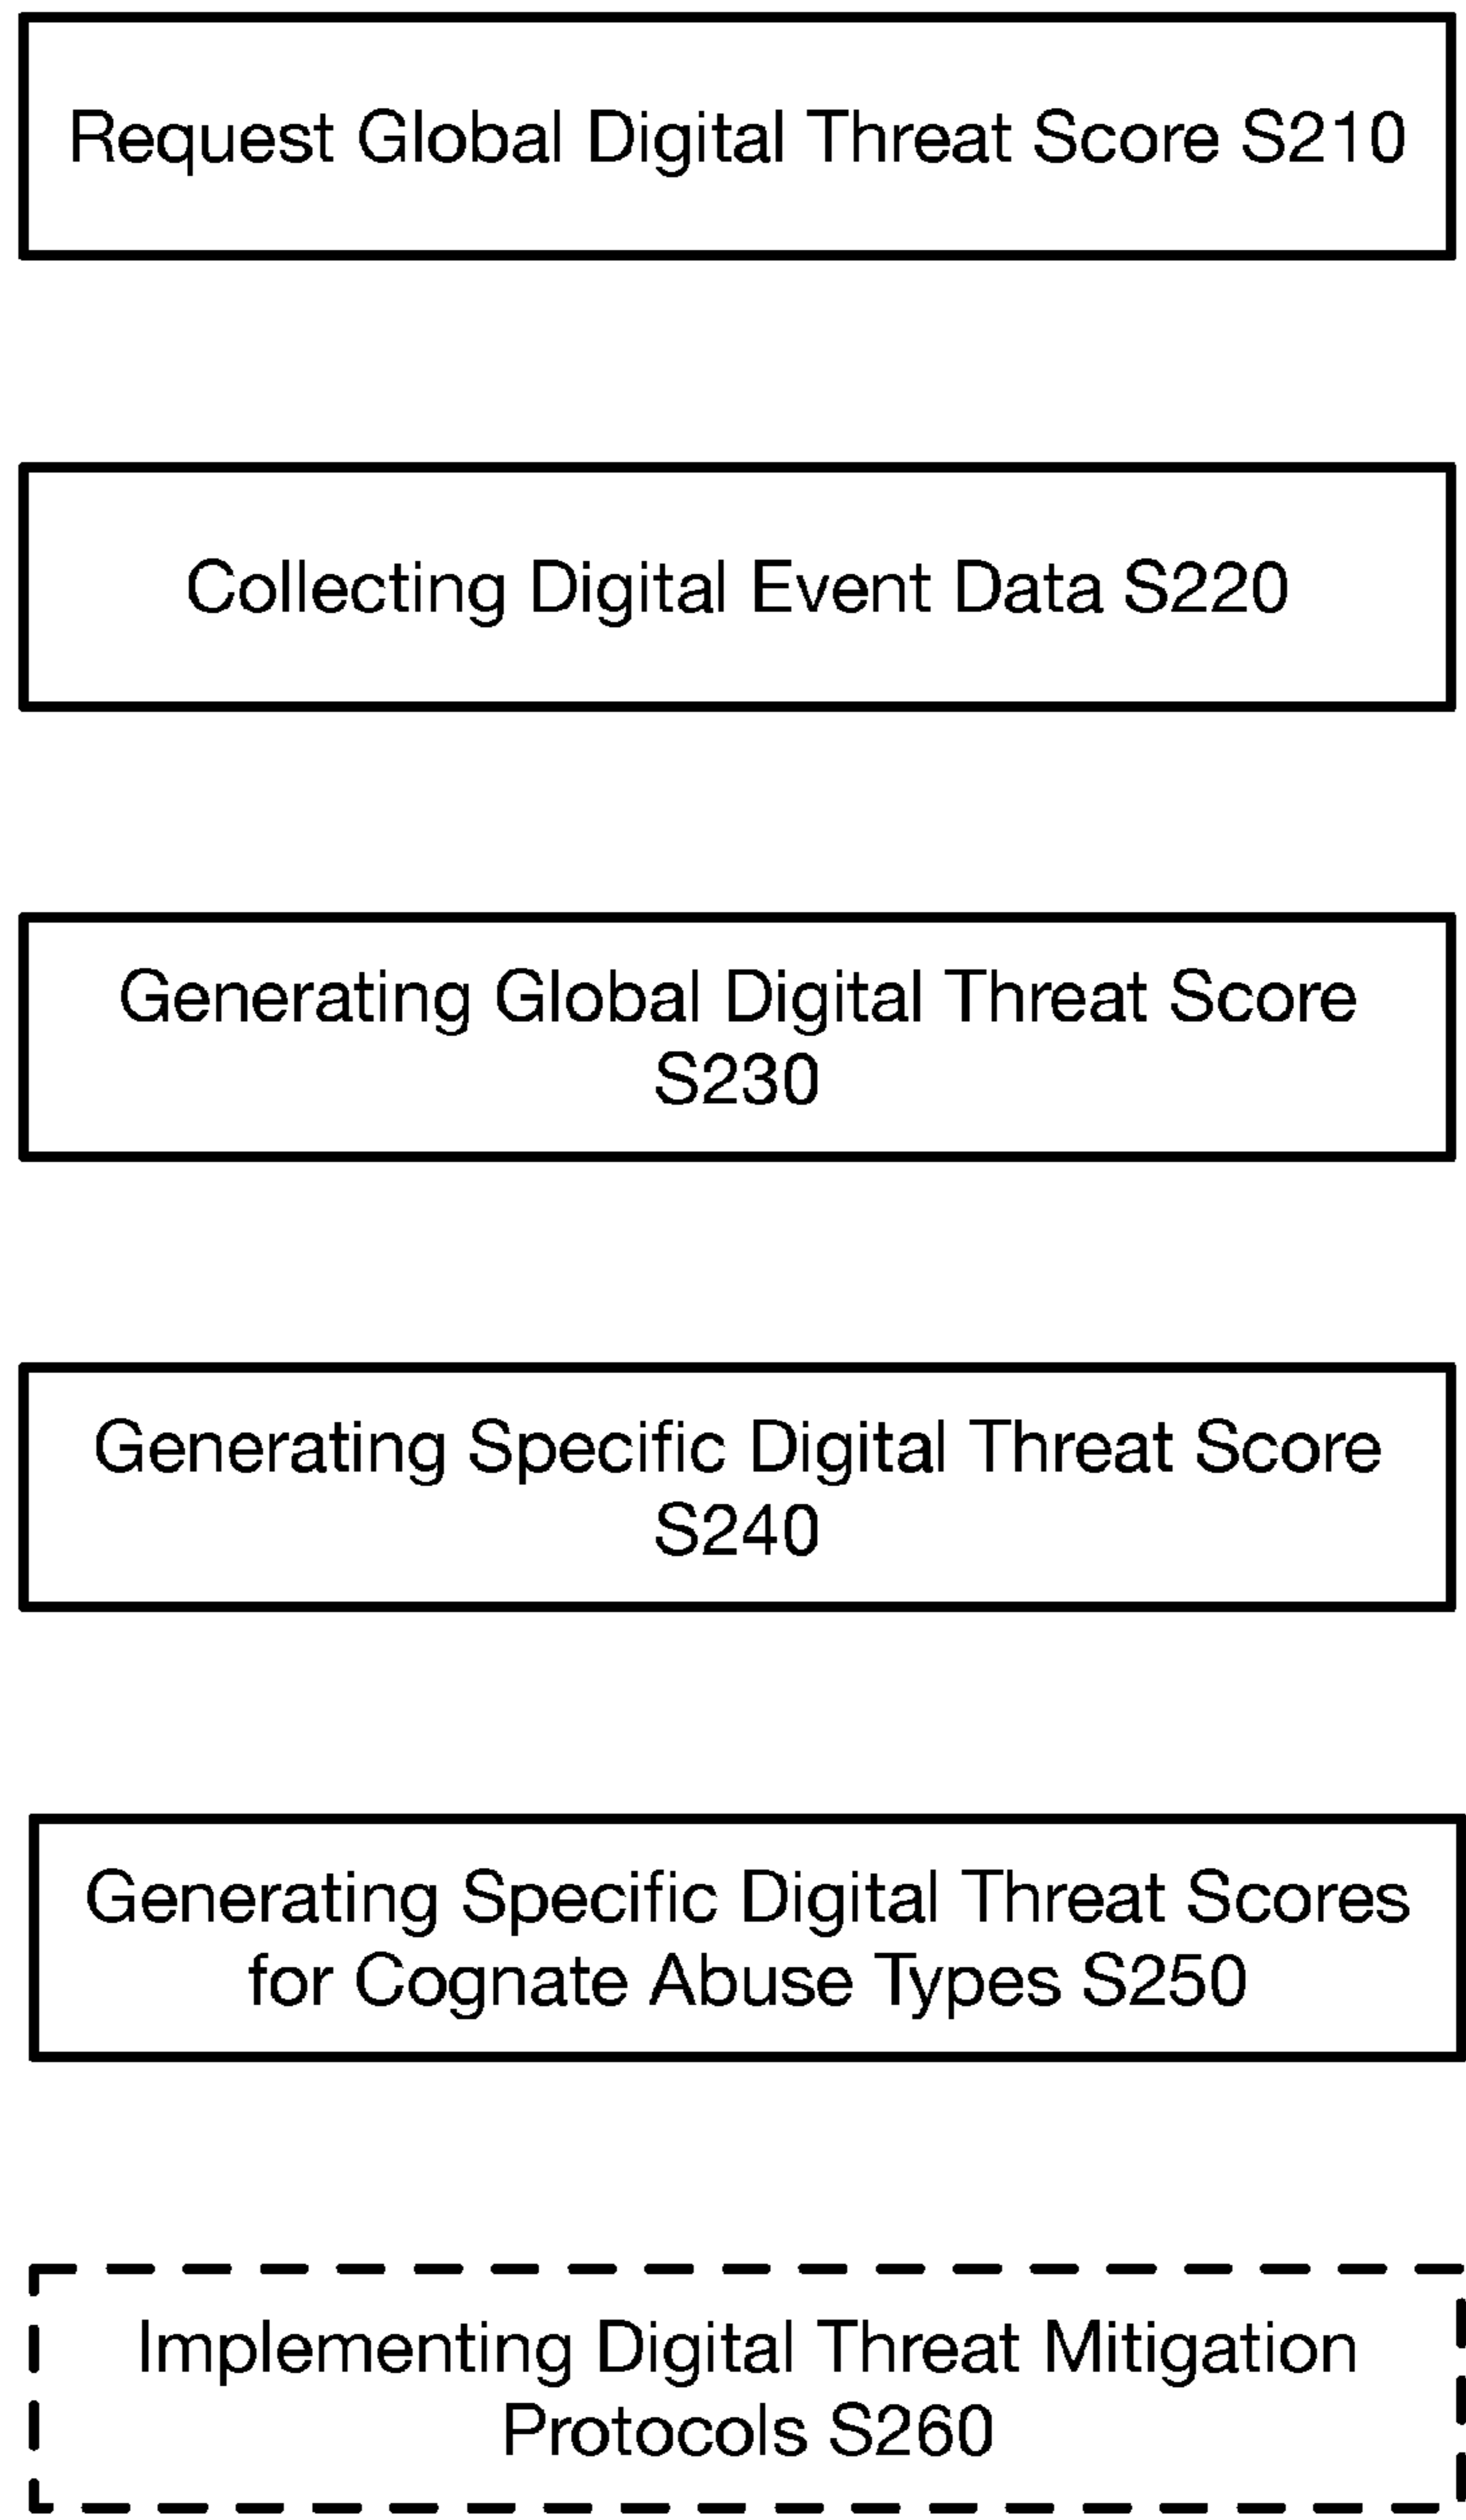 Request Global Digital Threat Score S210
Collecting Digital Event Data S220
Generating Global Digital Threat Score
S230
Generating Specific Digital Threat Score
S240
Generating Specific Digital Threat Scores
for Cognate Abuse Types S250
Implementing Digital Threat Mitigation
Protocols S260